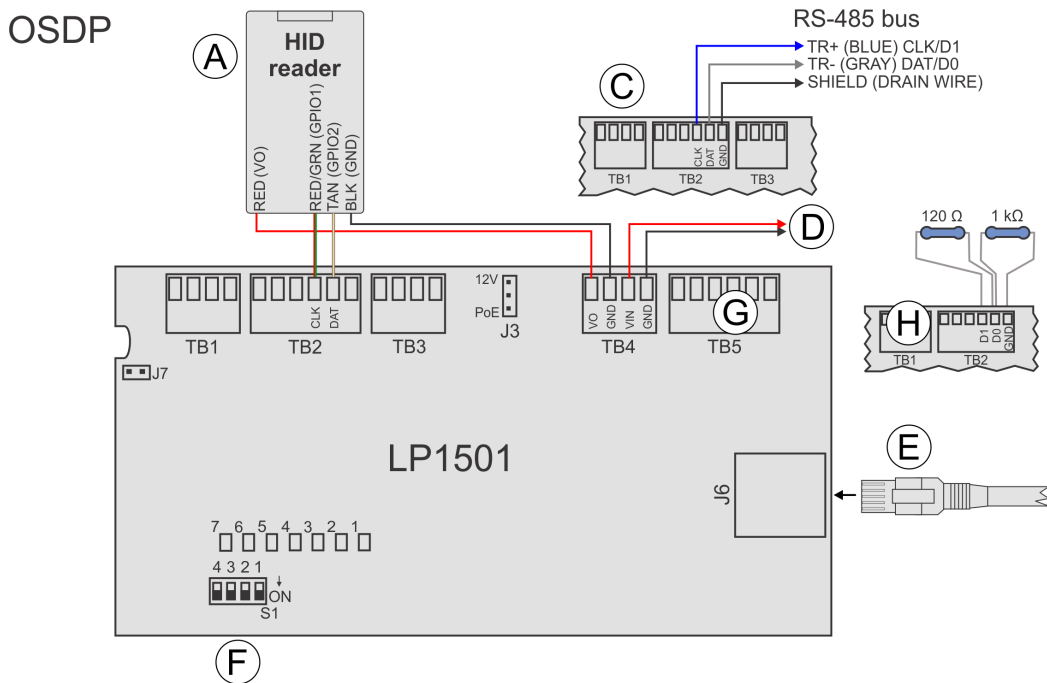 OSDP
A
HID
reader
RED (VO)
RED/GRN (GPIO1)
TAN (GPIO2)
BLK (GND)
RS-485 bus
TR+ (BLUE) CLK/D1
TR- (GRAY) DAT/D0
SHIELD (DRAIN WIRE)
C
CLK
DAT
GND
TB1
TB2
TB3
D
120 Ω
1 kΩ
H
D1
D0
GND
TB1
TB2
CLK
DAT
12V
PoE
J3
VO
GND
VIN
GND
G
TB1
TB2
TB3
TB4
TB5
J7
LP1501
J6
E
7 6 5 4 3 2 1
4 3 2 1
ON
S1
F